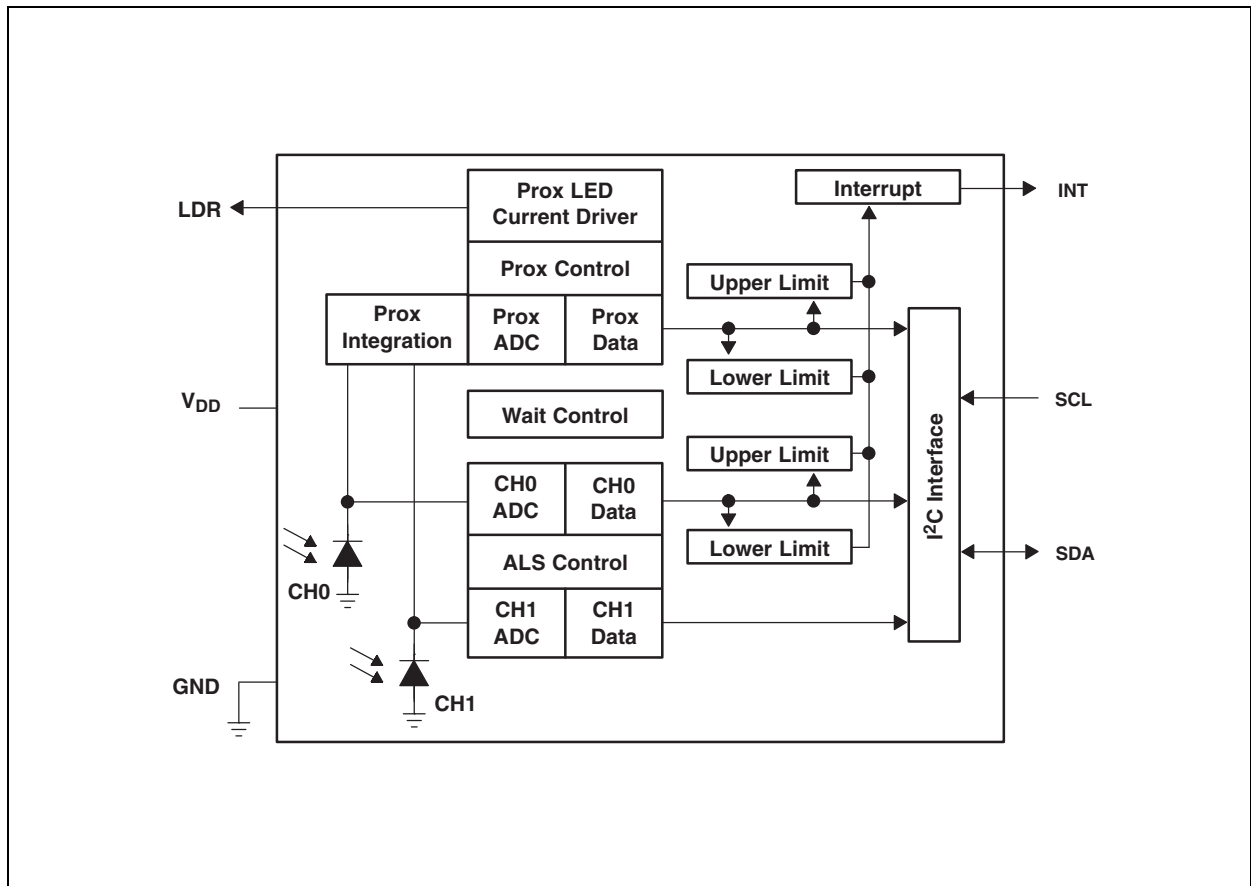 LDR
Prox LED
Current Driver
Interrupt
INT
Prox Control
Upper Limit
Prox
Integration
Prox
ADC
Prox
Data
Lower Limit
V_DD
Wait Control
SCL
Upper Limit
CH0
ADC
CH0
Data
I²C Interface
Lower Limit
SDA
ALS Control
CH0
CH1
ADC
CH1
Data
GND
CH1